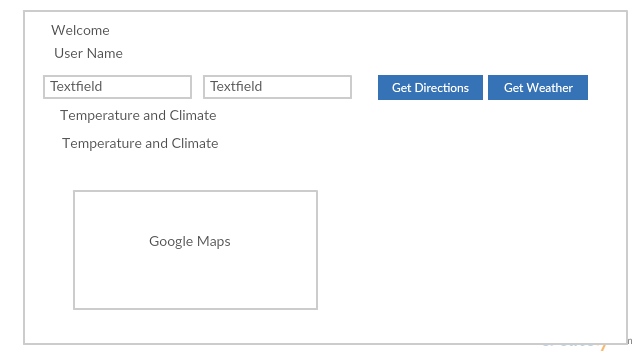 Welcome
User Name
Textfield Textfield Get Directions Get Weather
Temperature and Climate
Temperature and Climate
Google Maps